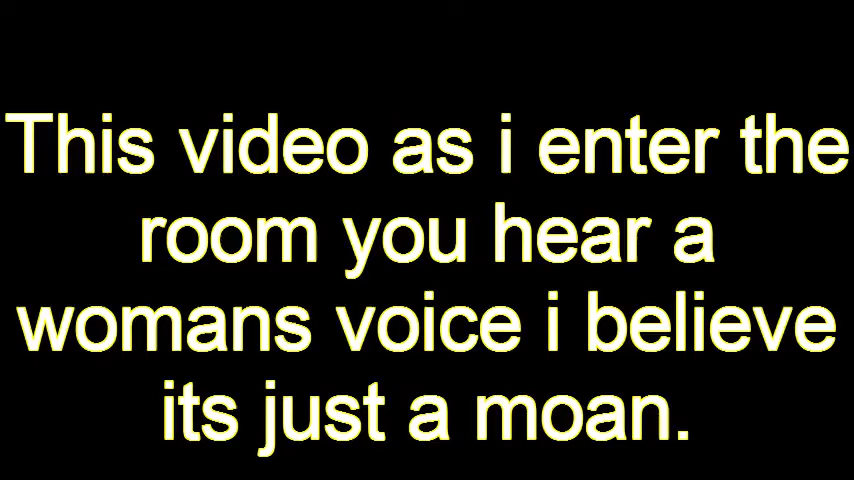 This video as i enter the
room you hear a
womans voice i believe
its just a moan.